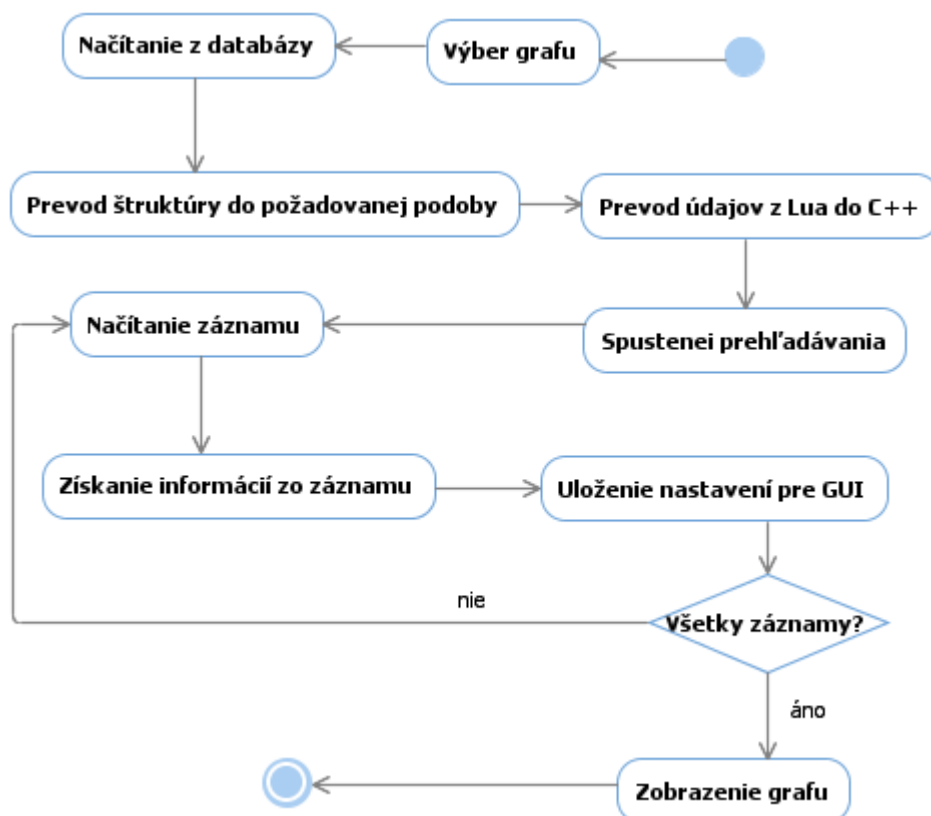 Načítanie z databázy
Výber grafu
Prevod štruktúry do požadovanej podoby
Prevod údajov z Lua do C++
Načítanie záznamu
Spustenei prehľadávania
Získanie informácií zo záznamu
Uloženie nastavení pre GUI
nie
Všetky záznamy?
áno
Zobrazenie grafu